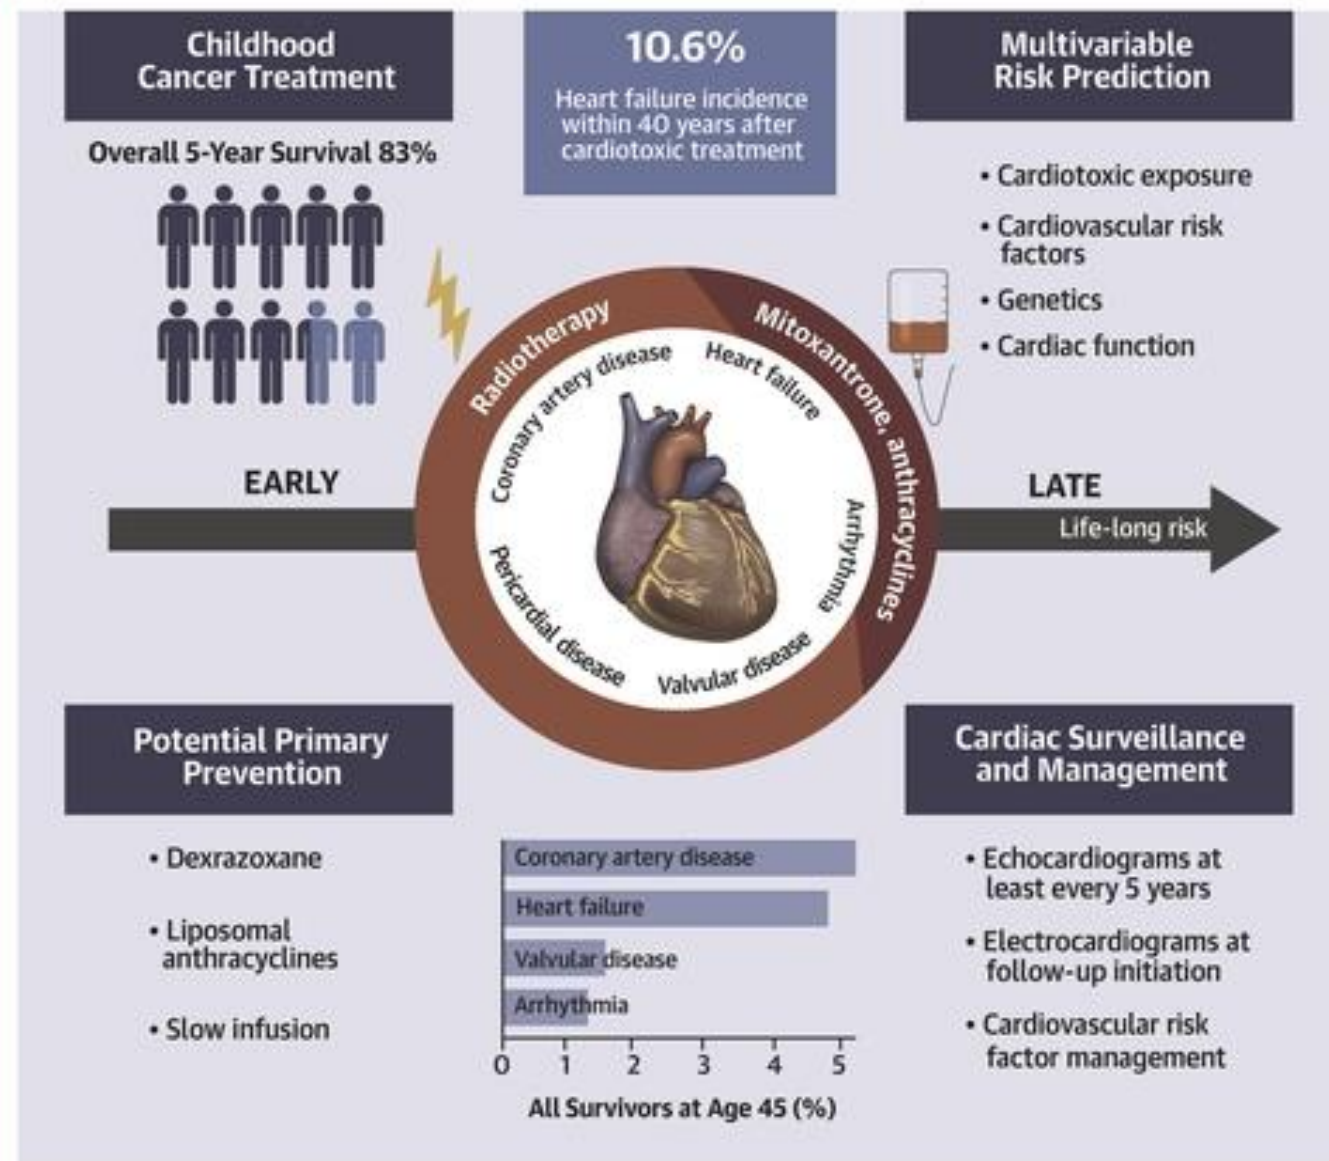 Childhood
Cancer Treatment
Overall 5-Year Survival 83%
10.6%
Heart failure incidence
within 40 years after
cardiotoxic treatment
Multivariable
Risk Prediction
• Cardiotoxic exposure
• Cardiovascular risk
factors
• Genetics
• Cardiac function
Radiotherapy
Mitoxantrone, anthracyclines
Coronary artery disease
Heart failure
Arrhythmia
Valvular disease
Pericardial disease
EARLY
LATE
Life-long risk
Potential Primary
Prevention
• Dexrazoxane
• Liposomal
anthracyclines
• Slow infusion
Coronary artery disease
Heart failure
Valvular disease
Arrhythmia
0 1 2 3 4 5
All Survivors at Age 45 (%)
Cardiac Surveillance
and Management
• Echocardiograms at
least every 5 years
• Electrocardiograms at
follow-up initiation
• Cardiovascular risk
factor management